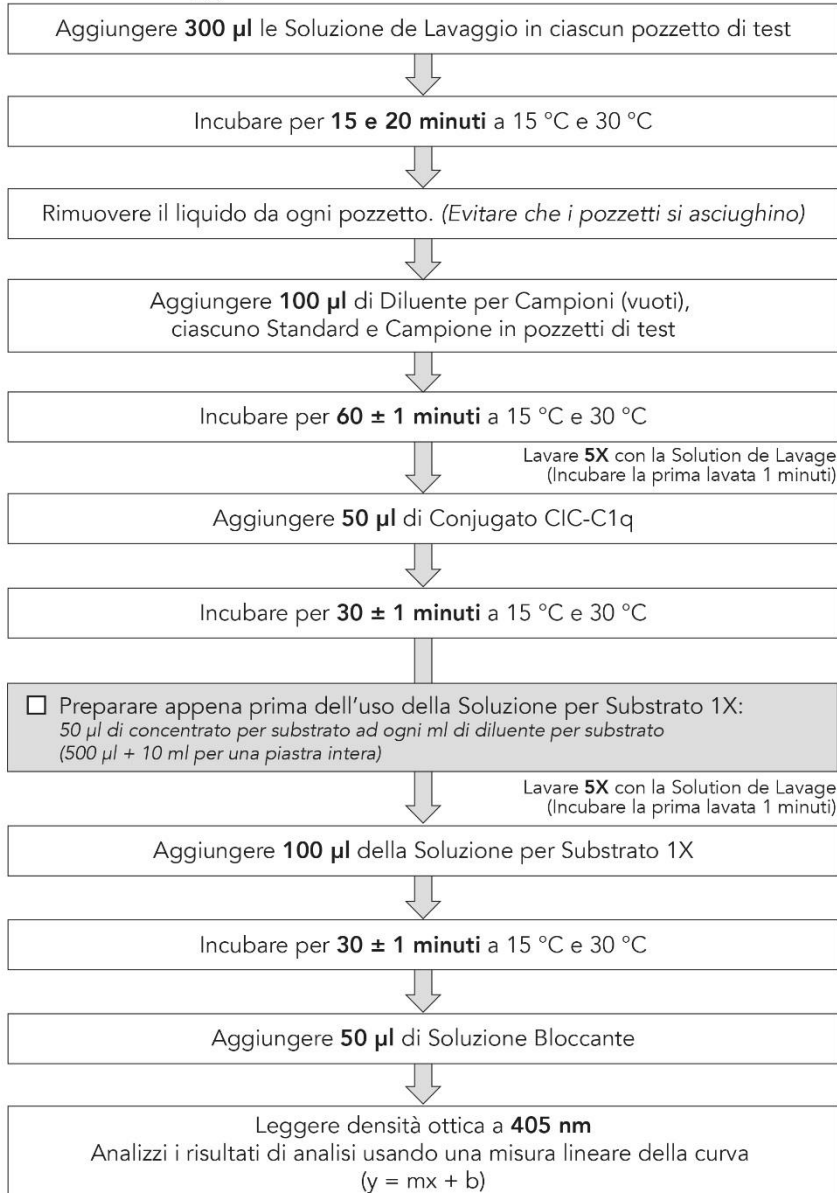 Aggiungere 300 µl le Soluzione de Lavaggio in ciascun pozzetto di test
Incubare per 15 e 20 minuti a 15 °C e 30 °C
Rimuovere il liquido da ogni pozzetto. (Evitare che i pozzetti si asciughino)
Aggiungere 100 µl di Diluente per Campioni (vuoti),
ciascuno Standard e Campione in pozzetti di test
Incubare per 60 ± 1 minuti a 15 °C e 30 °C
Lavare 5X con la Solution de Lavage
(Incubare la prima lavata 1 minuti)
Aggiungere 50 µl di Conjugato CIC-C1q
Incubare per 30 ± 1 minuti a 15 °C e 30 °C
☐ Preparare appena prima dell’uso della Soluzione per Substrato 1X:
50 µl di concentrato per substrato ad ogni ml di diluente per substrato
(500 µl + 10 ml per una piastra intera)
Lavare 5X con la Solution de Lavage
(Incubare la prima lavata 1 minuti)
Aggiungere 100 µl della Soluzione per Substrato 1X
Incubare per 30 ± 1 minuti a 15 °C e 30 °C
Aggiungere 50 µl di Soluzione Bloccante
Leggere densità ottica a 405 nm
Analizzi i risultati di analisi usando una misura lineare della curva
(y = mx + b)